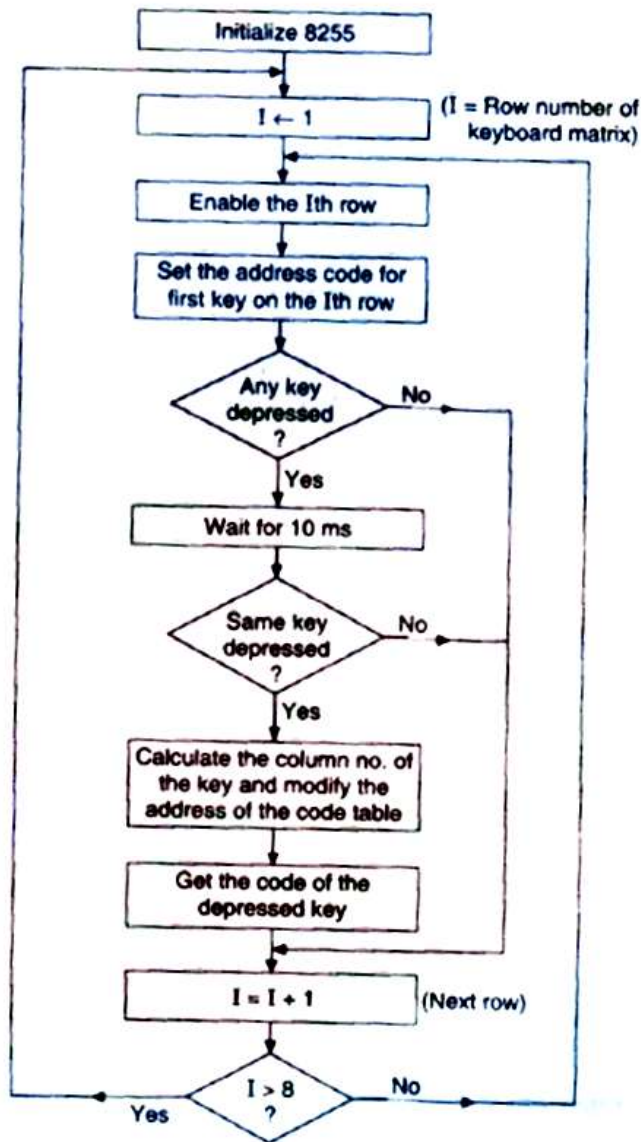 Initialize 8255
I ← 1
(I = Row number of
keyboard matrix)
Enable the Ith row
Set the address code for
first key on the Ith row
Any key
depressed
?
No
Yes
Wait for 10 ms
Same key
depressed
?
No
Yes
Calculate the column no. of
the key and modify the
address of the code table
Get the code of the
depressed key
I = I + 1
(Next row)
I > 8
?
Yes
No